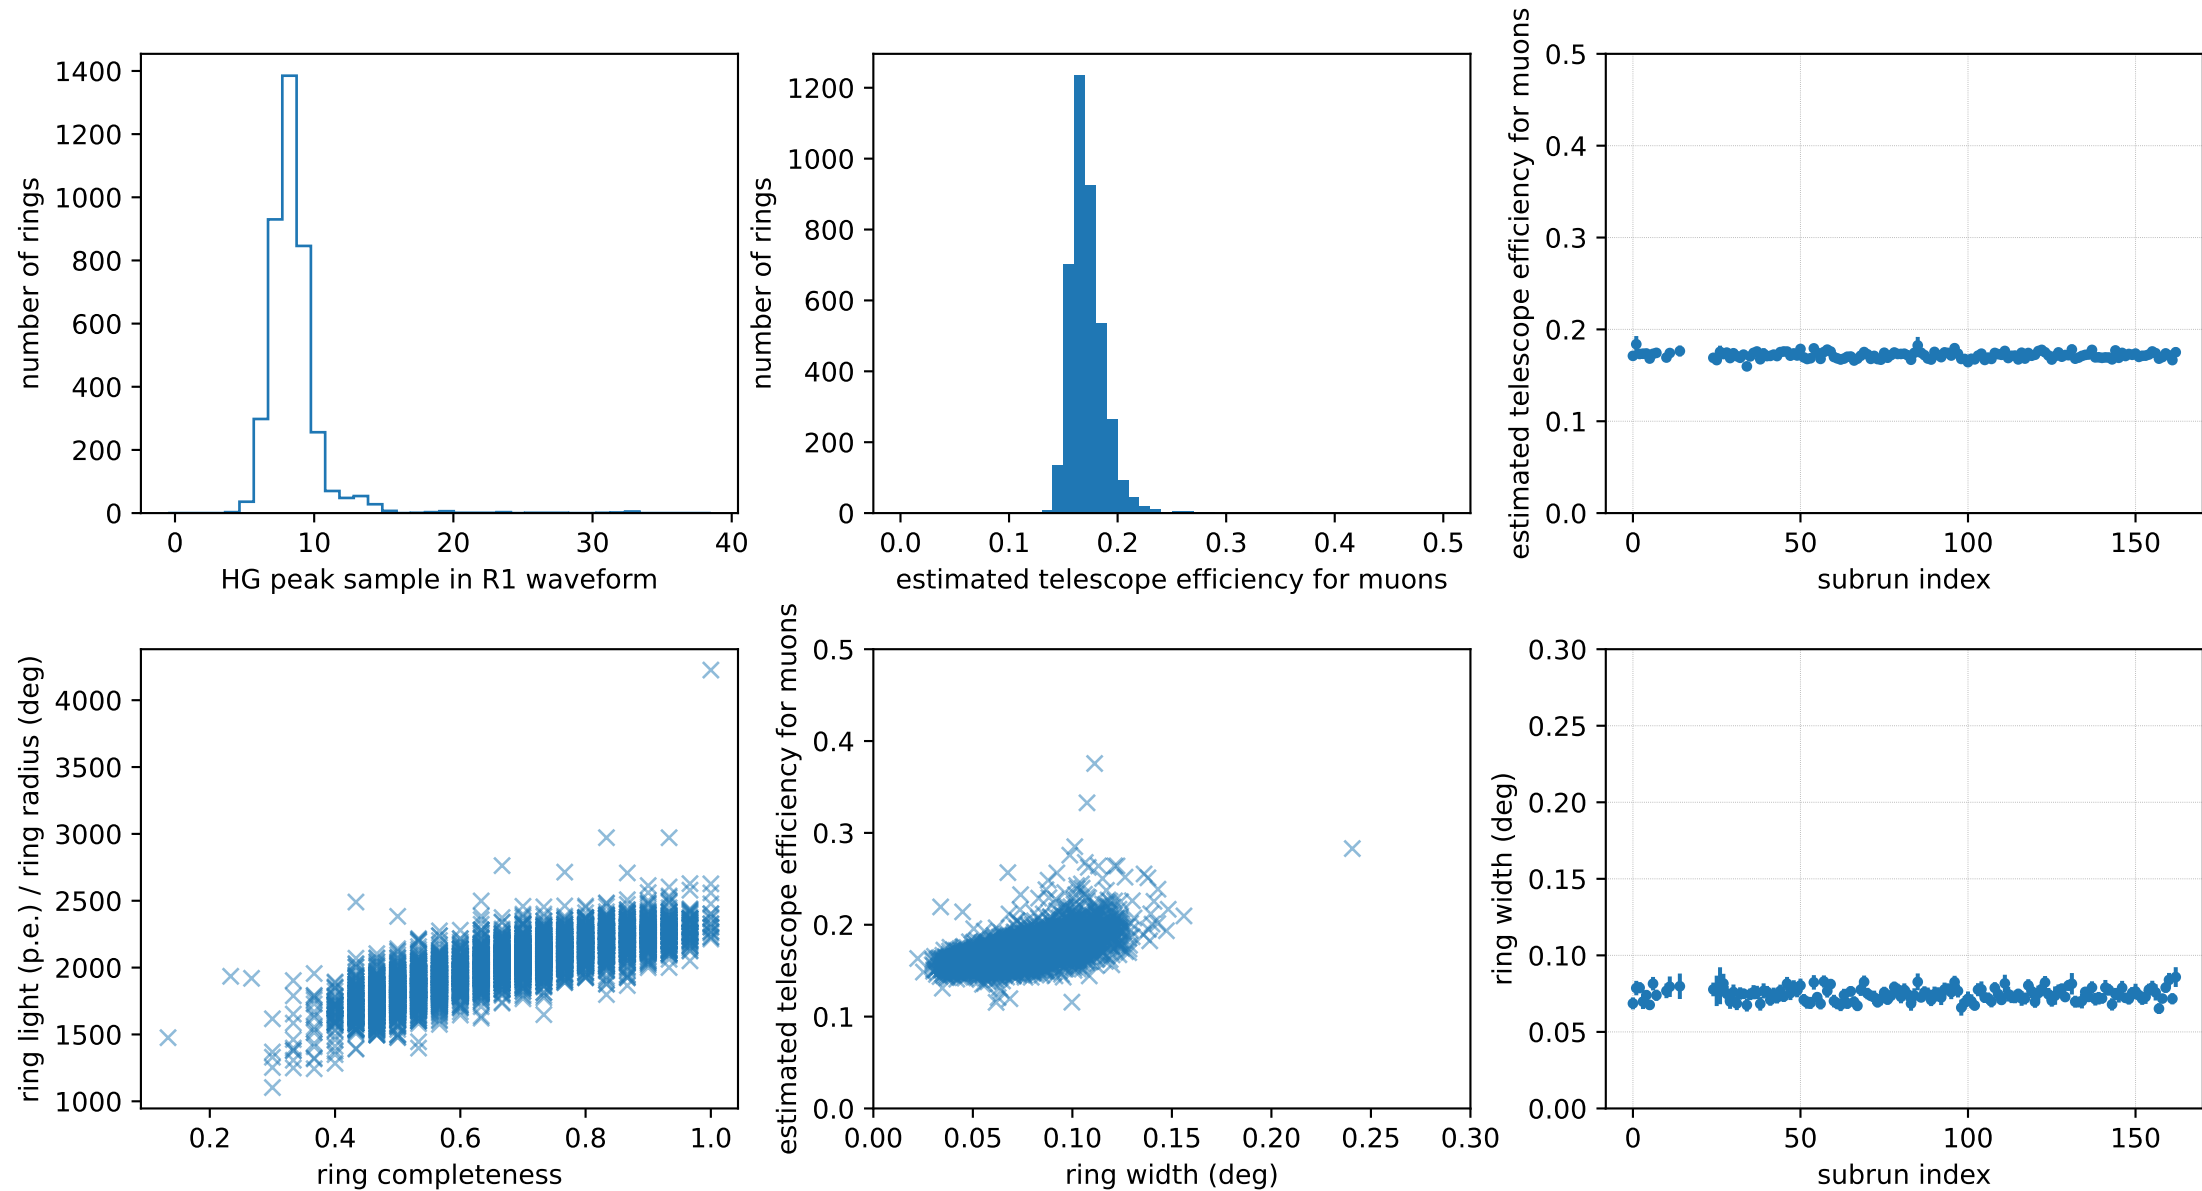 number of rings
1400
1200
1000
800
600
400
200
0
0 10 20 30 40
HG peak sample in R1 waveform
number of rings
1200
1000
800
600
400
200
0
0.0 0.1 0.2 0.3 0.4 0.5
estimated telescope efficiency for muons
estimated telescope efficiency for muons
0.5
0.4
0.3
0.2
0.1
0.0
0 50 100 150
subrun index
ring light (p.e.) / ring radius (deg)
4000
3500
3000
2500
2000
1500
1000
0.2 0.4 0.6 0.8 1.0
ring completeness
estimated telescope efficiency for muons
0.5
0.4
0.3
0.2
0.1
0.0
0.00 0.05 0.10 0.15 0.20 0.25 0.30
ring width (deg)
ring width (deg)
0.30
0.25
0.20
0.15
0.10
0.05
0.00
0 50 100 150
subrun index